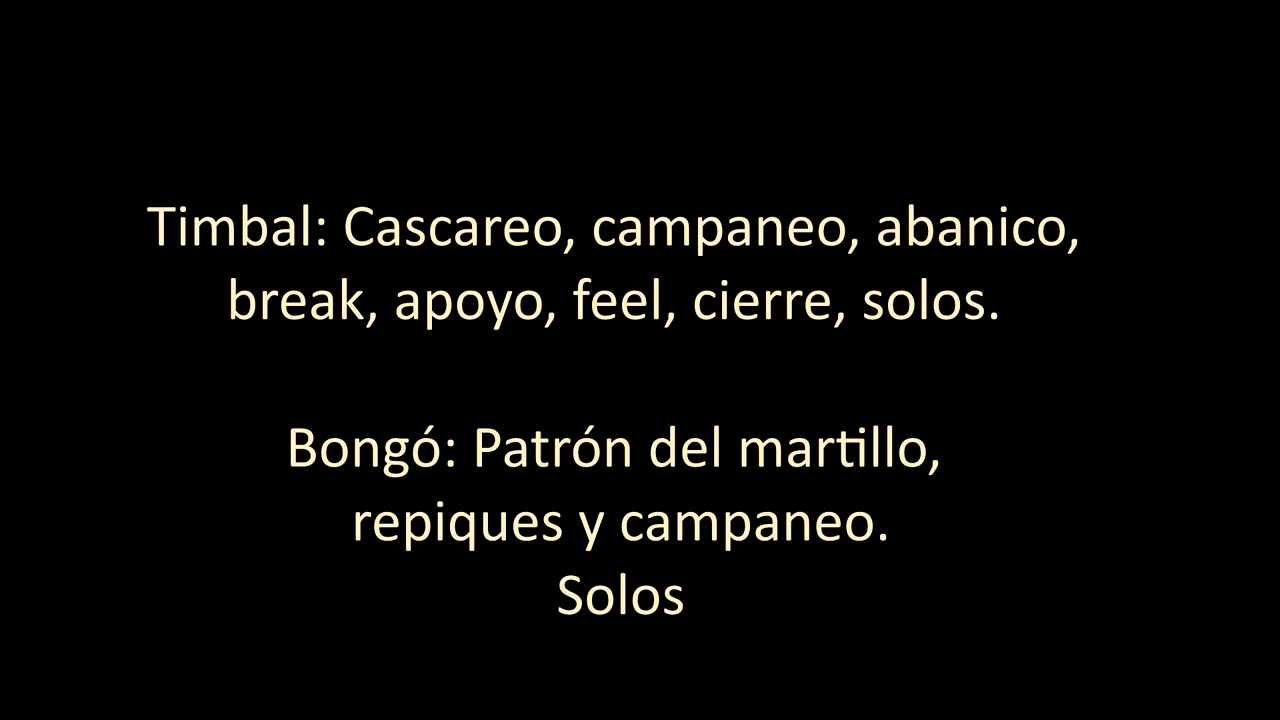 Timbal: Cascareo, campaneo, abanico,
break, apoyo, feel, cierre, solos.
Bongó: Patrón del martillo,
repiques y campaneo.
Solos